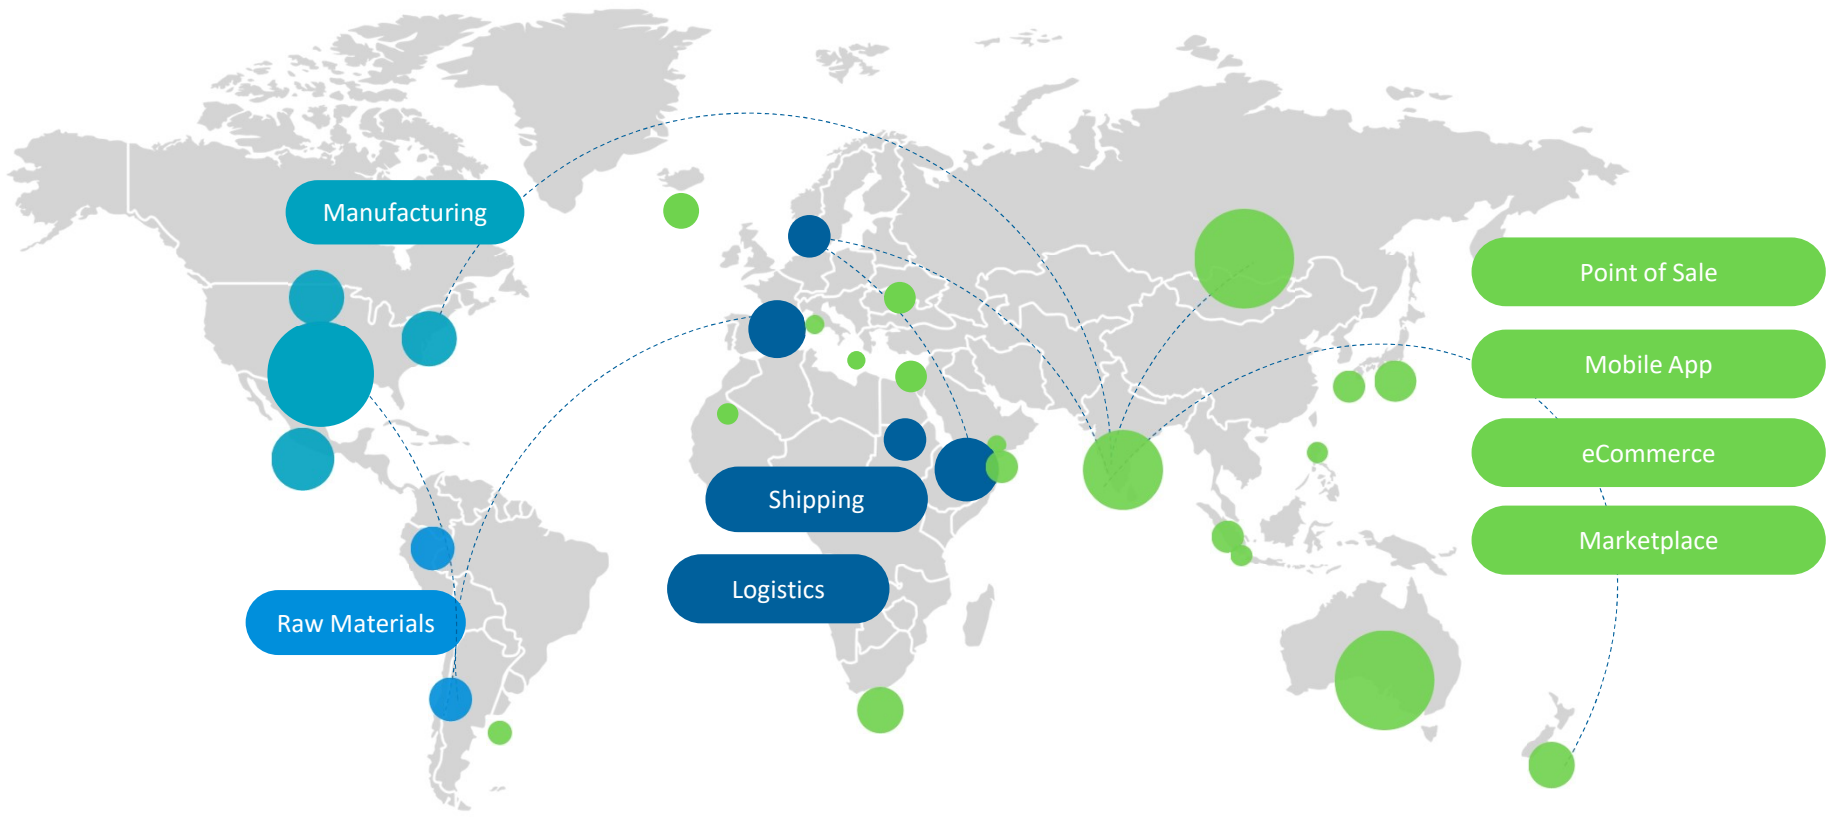 Manufacturing
Point of Sale
Mobile App
eCommerce
Shipping
Marketplace
Logistics
Raw Materials